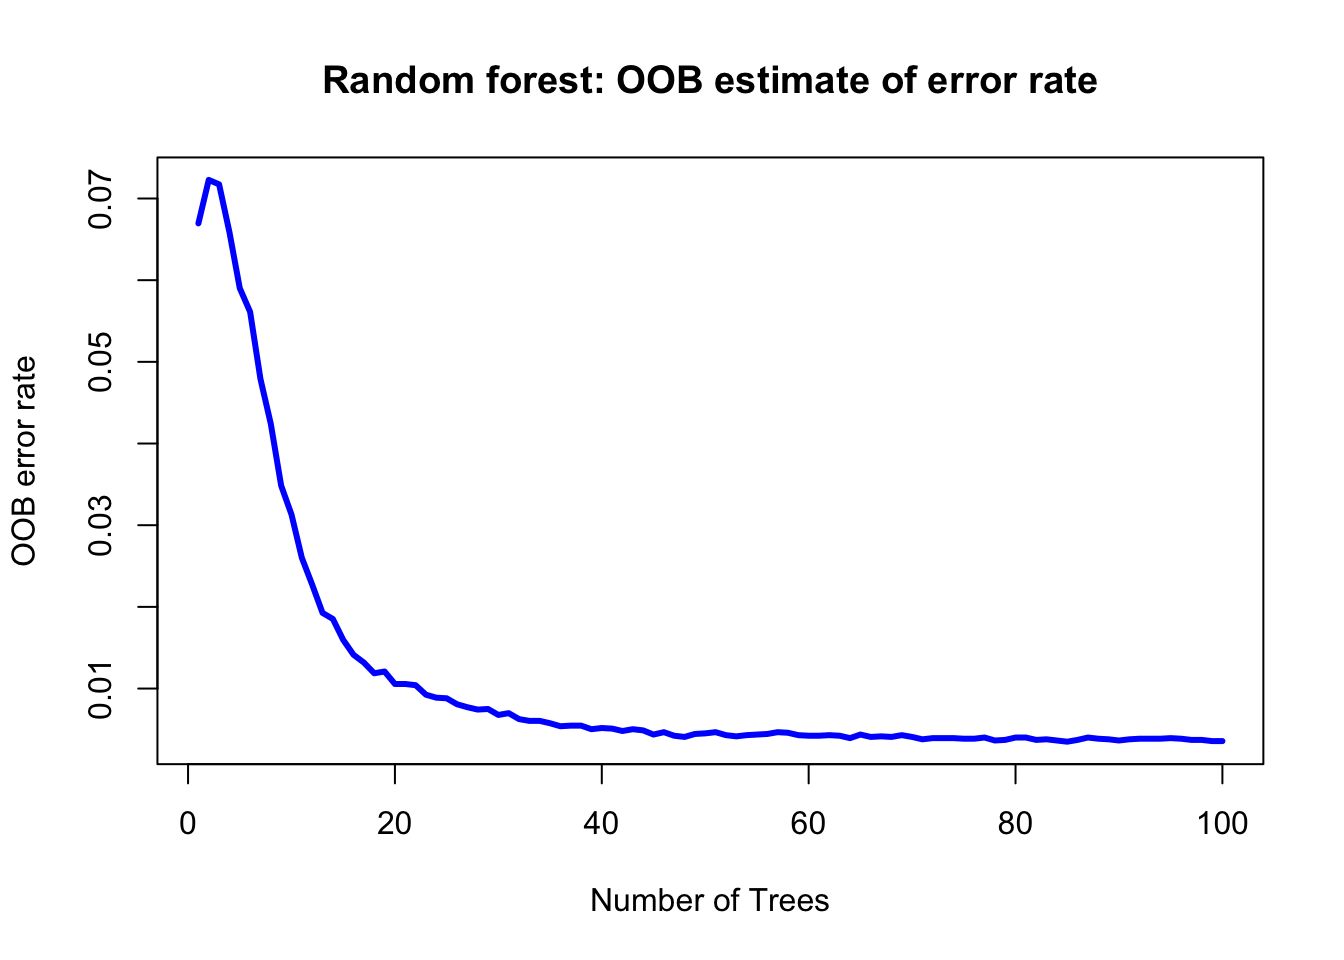 Random forest: OOB estimate of error rate
OOB error rate
0.07
0.05
0.03
0.01
0 20 40 60 80 100
Number of Trees